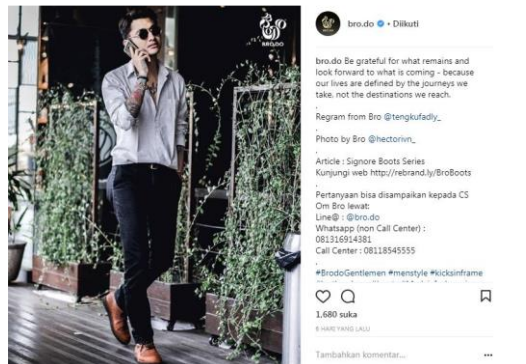 BRO.DO
bro.do • Diikuti
bro.do Be grateful for what remains and
look forward to what is coming - because
our lives are defined by the journeys we
take, not the destinations we reach.
.
Regram from Bro @tengkufadly_
.
Photo by Bro @hectorivn_
.
Article : Signore Boots Series
Kunjungi web http://rebrand.ly/BroBoots
.
Pertanyaan bisa disampaikan kepada CS
Om Bro lewat:
Line@ : @bro.do
Whatsapp (non Call Center) :
081316914381
Call Center : 08118545555
.
#BrodoGentlemen #menstyle #kicksinframe
1.680 suka
6 HARI YANG LALU
Tambahkan komentar...